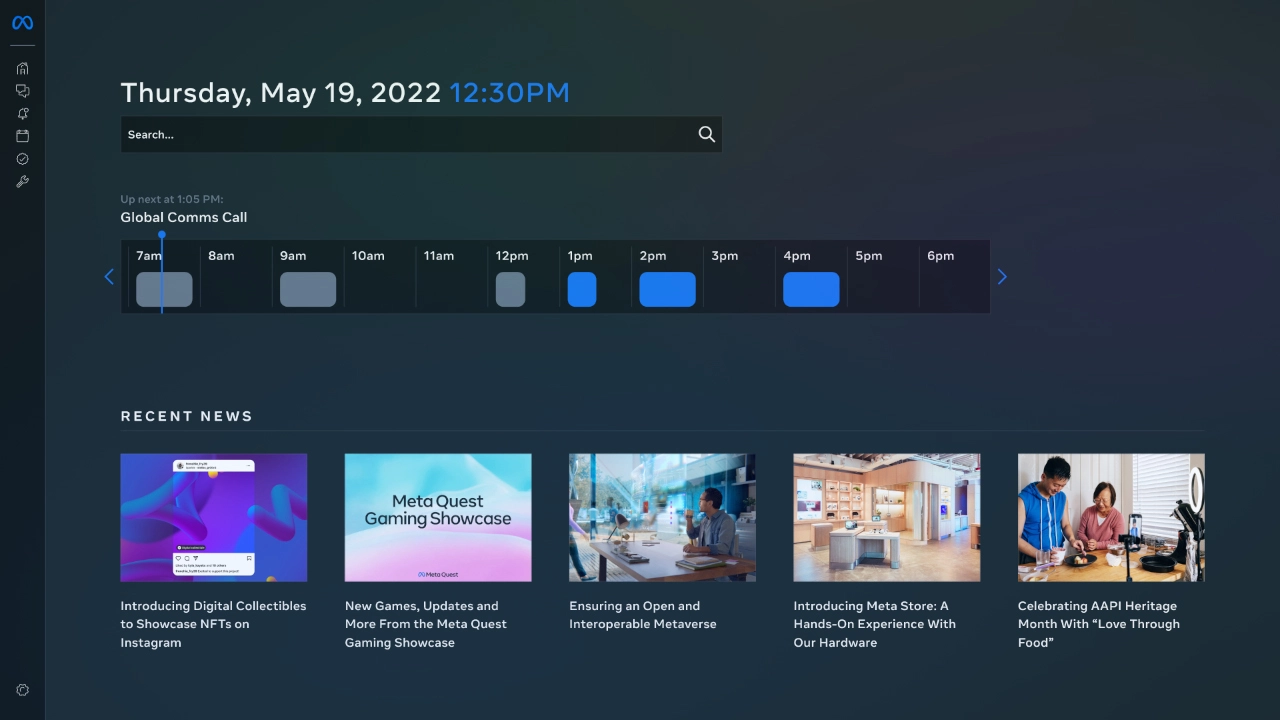 Thursday, May 19, 2022 12:30PM
Search...
Up next at 1:05 PM:
Global Comms Call
7am 8am 9am 10am 11am 12pm 1pm 2pm 3pm 4pm 5pm 6pm
RECENT NEWS
Meta Quest
Gaming Showcase
Meta Quest
Introducing Digital Collectibles
to Showcase NFTs on
Instagram
New Games, Updates and
More From the Meta Quest
Gaming Showcase
Ensuring an Open and
Interoperable Metaverse
Introducing Meta Store: A
Hands-On Experience With
Our Hardware
Celebrating AAPI Heritage
Month With “Love Through
Food”